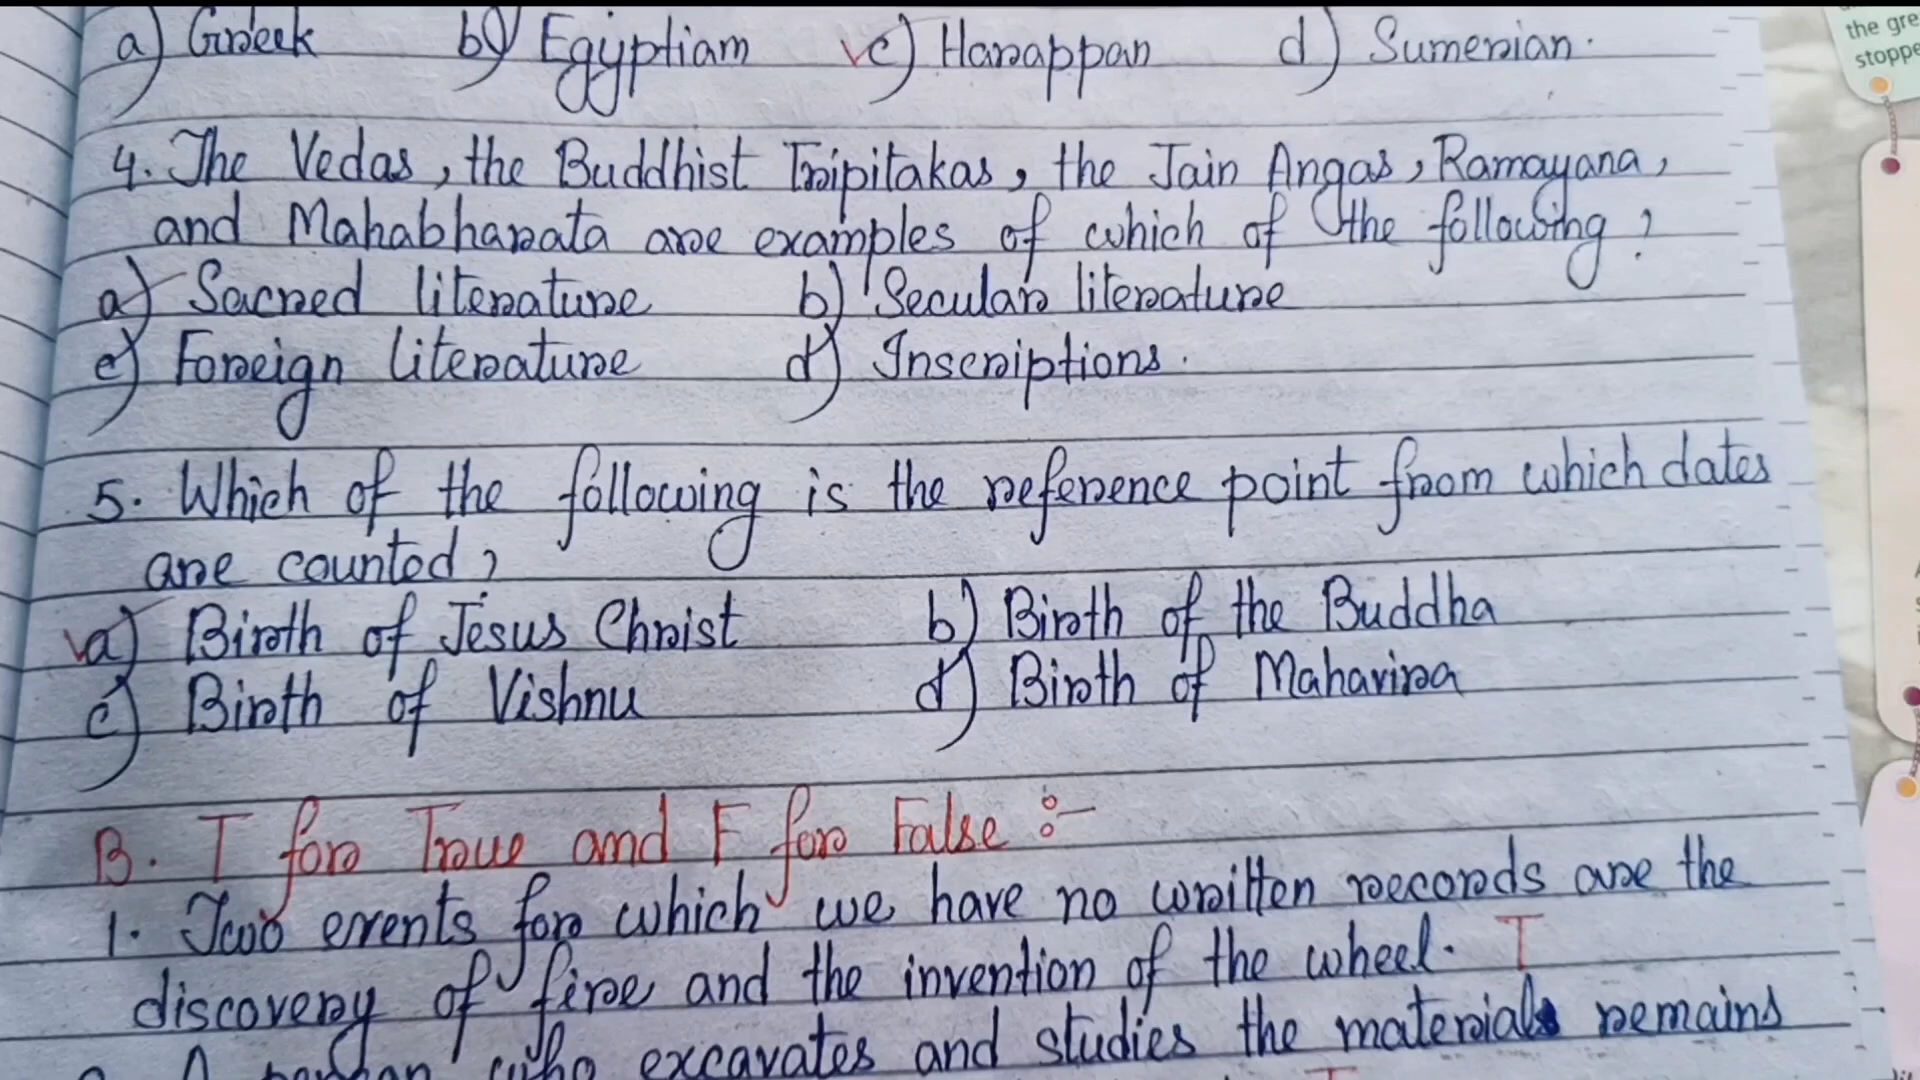 a) Greek b) Egyptiam c) Harappan d) Sumerian.
4. The Vedas, the Buddhist Tripitakas, the Jain Angas, Ramayana,
and Mahabharata are examples of which of the following?
a) Sacred literature b) Secular literature
c) Foreign literature d) Inscriptions.
5. Which of the following is the reference point from which dates
are counted?
a) Birth of Jesus Christ b) Birth of the Buddha
c) Birth of Vishnu d) Birth of Mahavira
B. T for True and F for False :-
1. Two events for which we have no written records are the
discovery of fire and the invention of the wheel. T
who excavates and studies the materials remains
the gre
stoppe